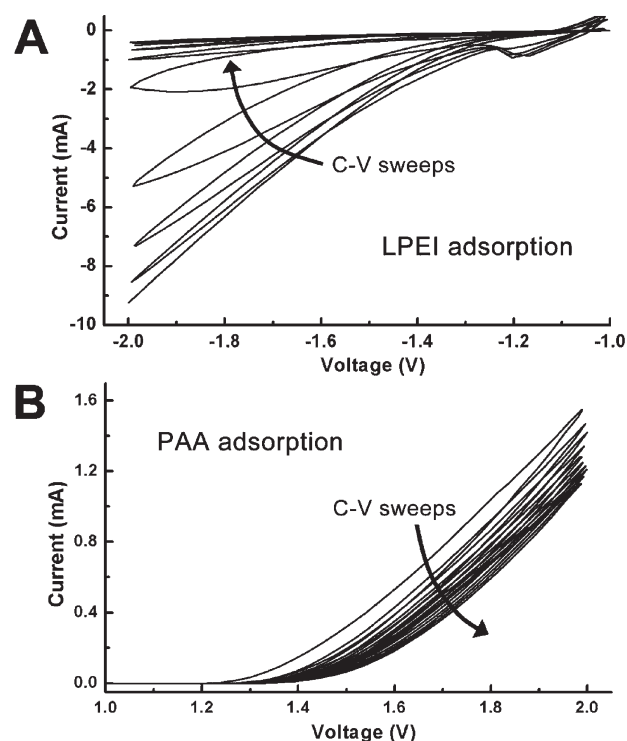 A
0
-2
-4
-6
-8
-10
Current (mA)
C-V sweeps
LPEI adsorption
-2.0 -1.8 -1.6 -1.4 -1.2 -1.0
Voltage (V)
B
1.6
1.2
0.8
0.4
0.0
Current (mA)
PAA adsorption
C-V sweeps
1.0 1.2 1.4 1.6 1.8 2.0
Voltage (V)